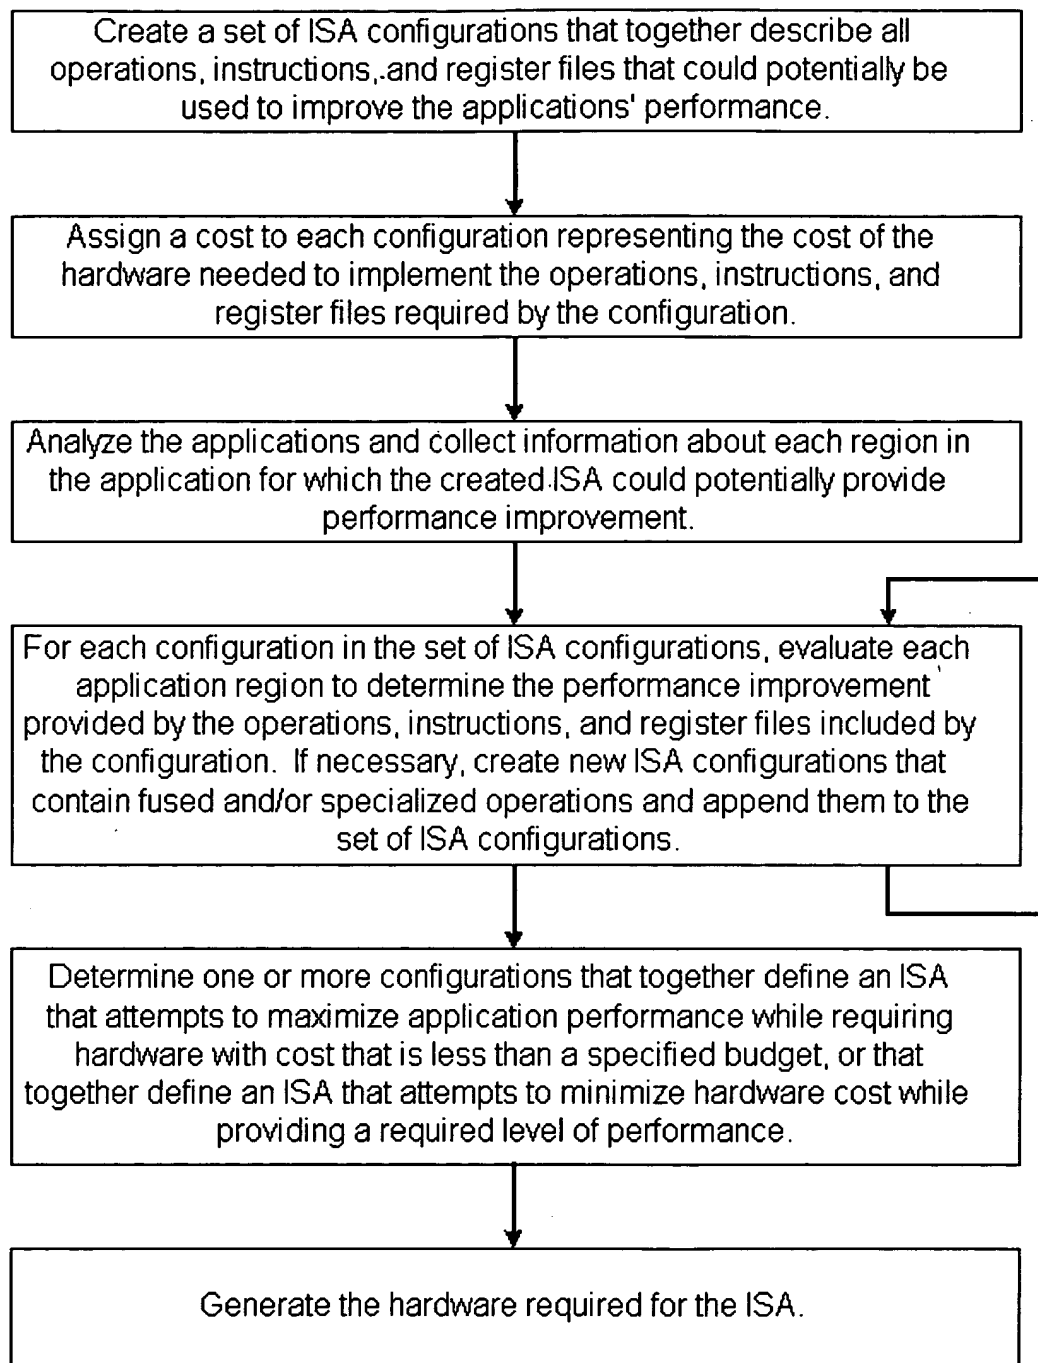 Create a set of ISA configurations that together describe all
operations, instructions, and register files that could potentially be
used to improve the applications' performance.
Assign a cost to each configuration representing the cost of the
hardware needed to implement the operations, instructions, and
register files required by the configuration.
Analyze the applications and collect information about each region in
the application for which the created ISA could potentially provide
performance improvement.
For each configuration in the set of ISA configurations, evaluate each
application region to determine the performance improvement
provided by the operations, instructions, and register files included by
the configuration. If necessary, create new ISA configurations that
contain fused and/or specialized operations and append them to the
set of ISA configurations.
Determine one or more configurations that together define an ISA
that attempts to maximize application performance while requiring
hardware with cost that is less than a specified budget, or that
together define an ISA that attempts to minimize hardware cost while
providing a required level of performance.
Generate the hardware required for the ISA.